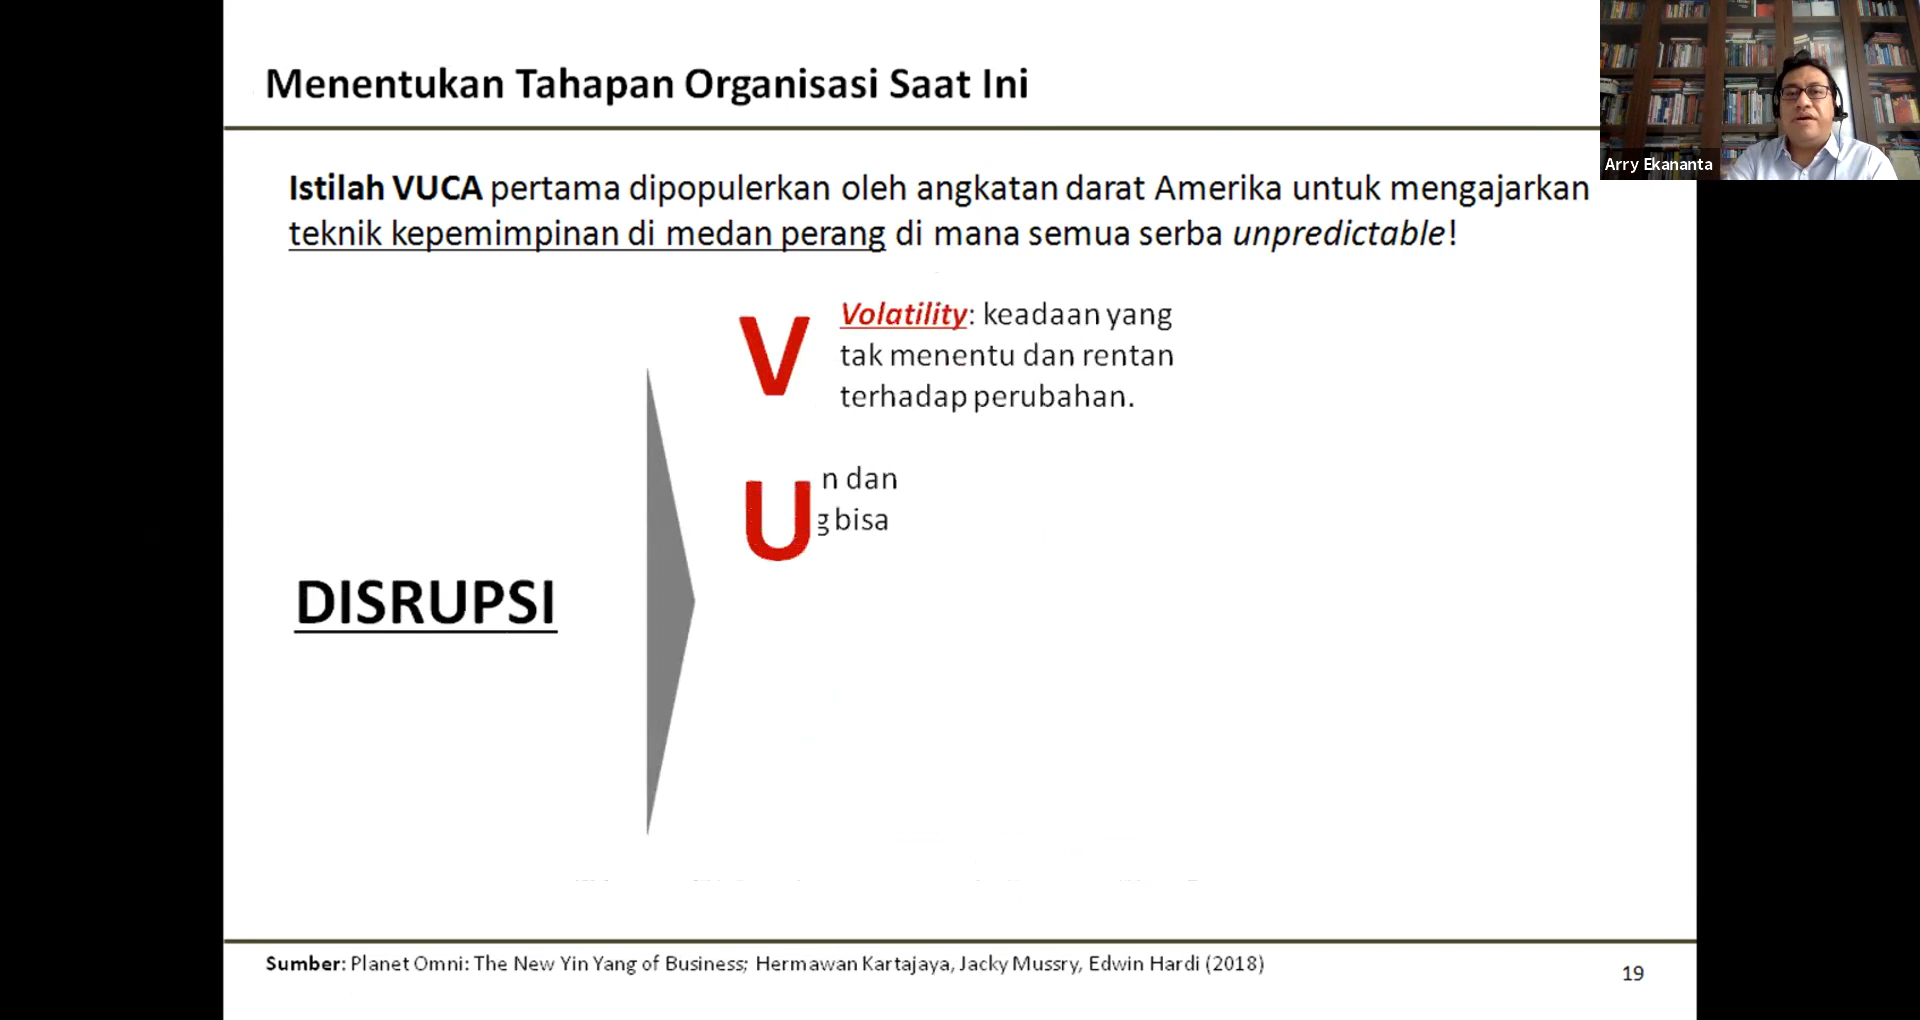 Menentukan Tahapan Organisasi Saat Ini
Arry Ekananta
Istilah VUCA pertama dipopulerkan oleh angkatan darat Amerika untuk mengajarkan
teknik kepemimpinan di medan perang di mana semua serba unpredictable!
V
Volatility: keadaan yang
tak menentu dan rentan
terhadap perubahan.
U
n dan
g bisa
DISRUPSI
Sumber: Planet Omni: The New Yin Yang of Business; Hermawan Kartajaya, Jacky Mussry, Edwin Hardi (2018)
19